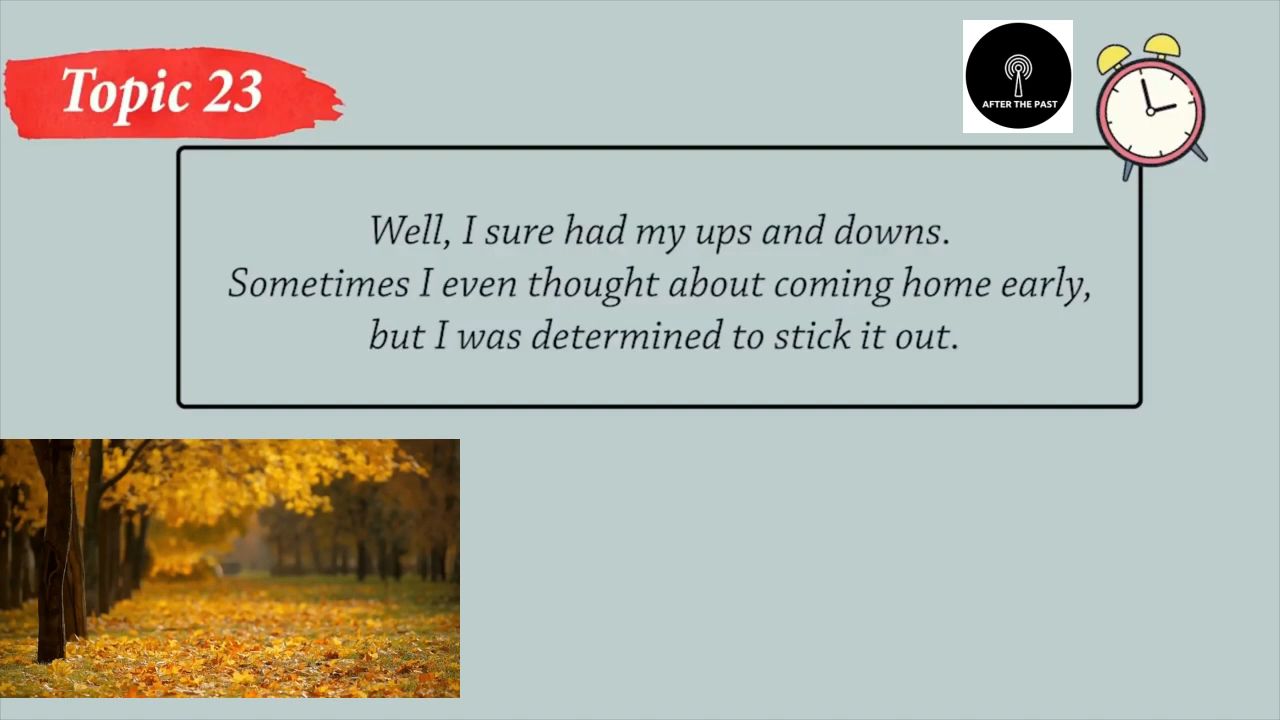 Topic 23
AFTER THE PAST
Well, I sure had my ups and downs.
Sometimes I even thought about coming home early,
but I was determined to stick it out.